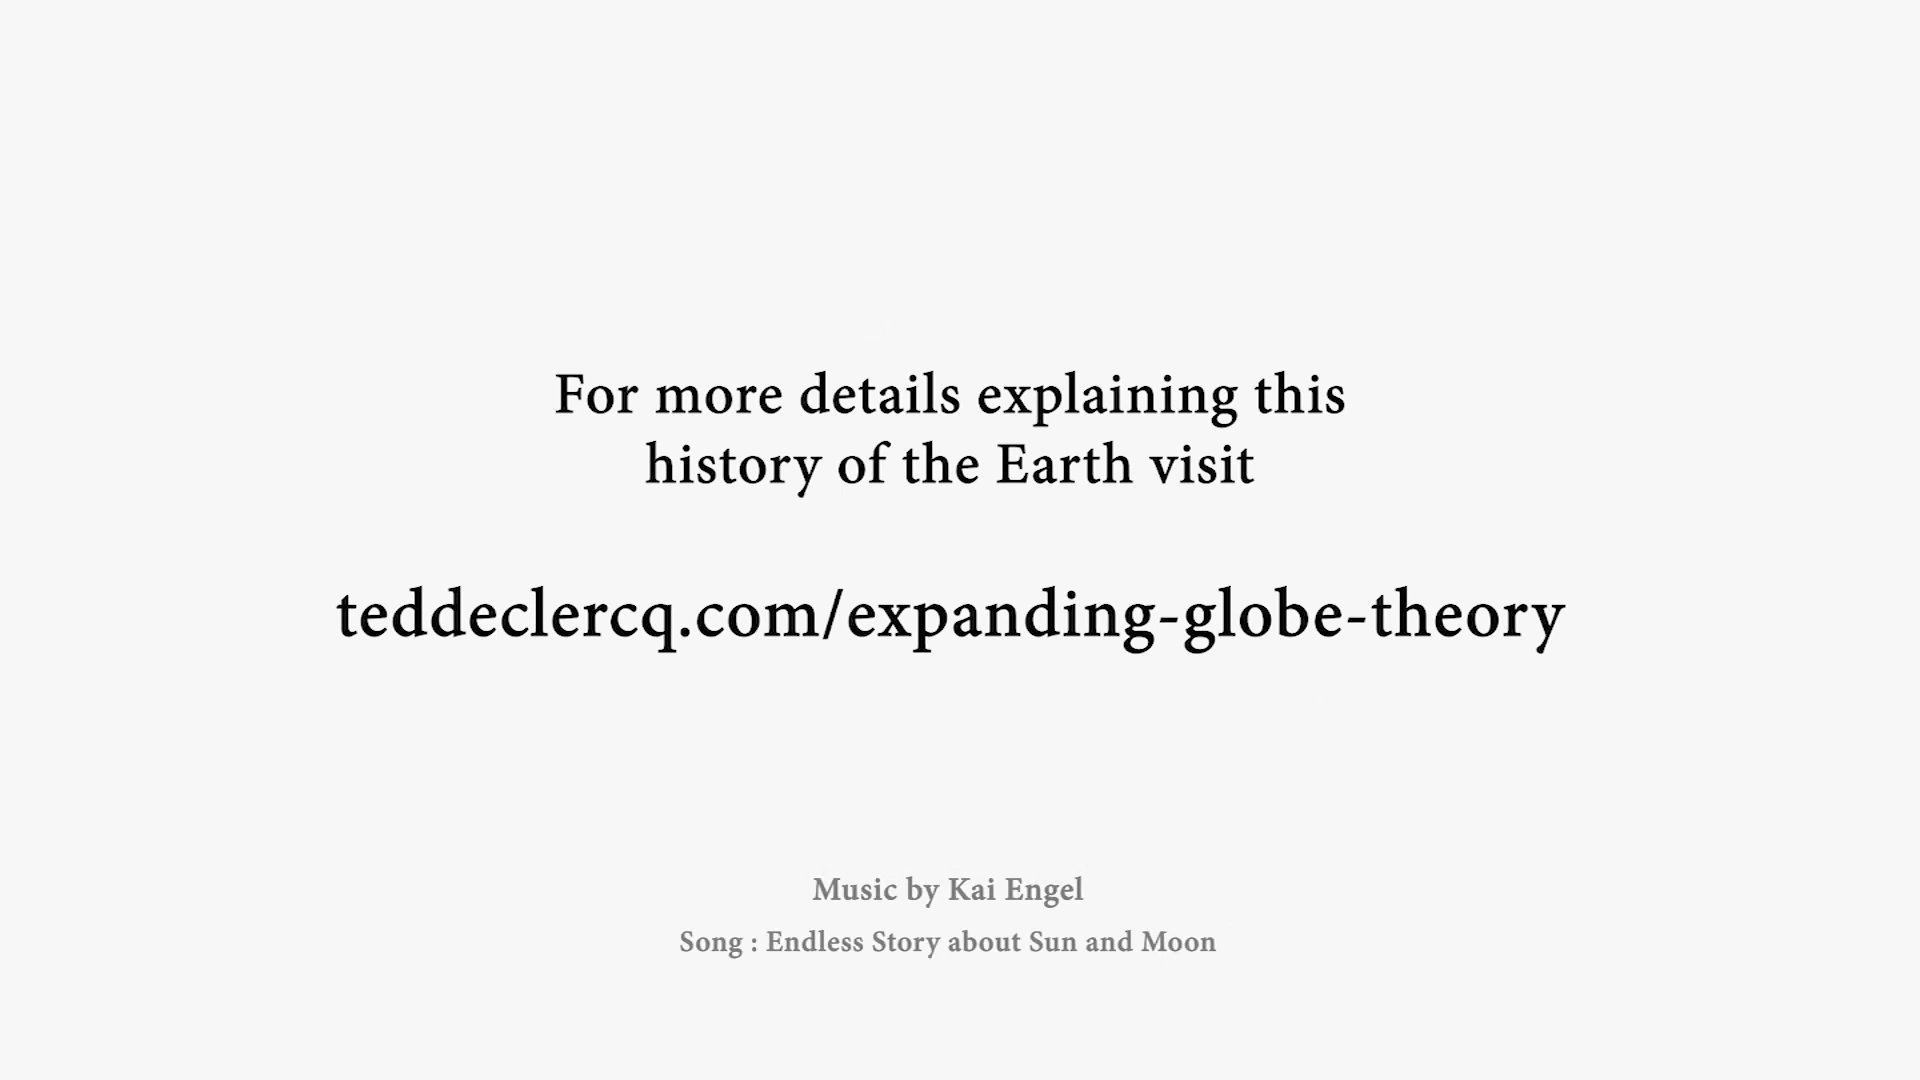 For more details explaining this
history of the Earth visit
teddeclercq.com/expanding-globe-theory
Music by Kai Engel
Song : Endless Story about Sun and Moon